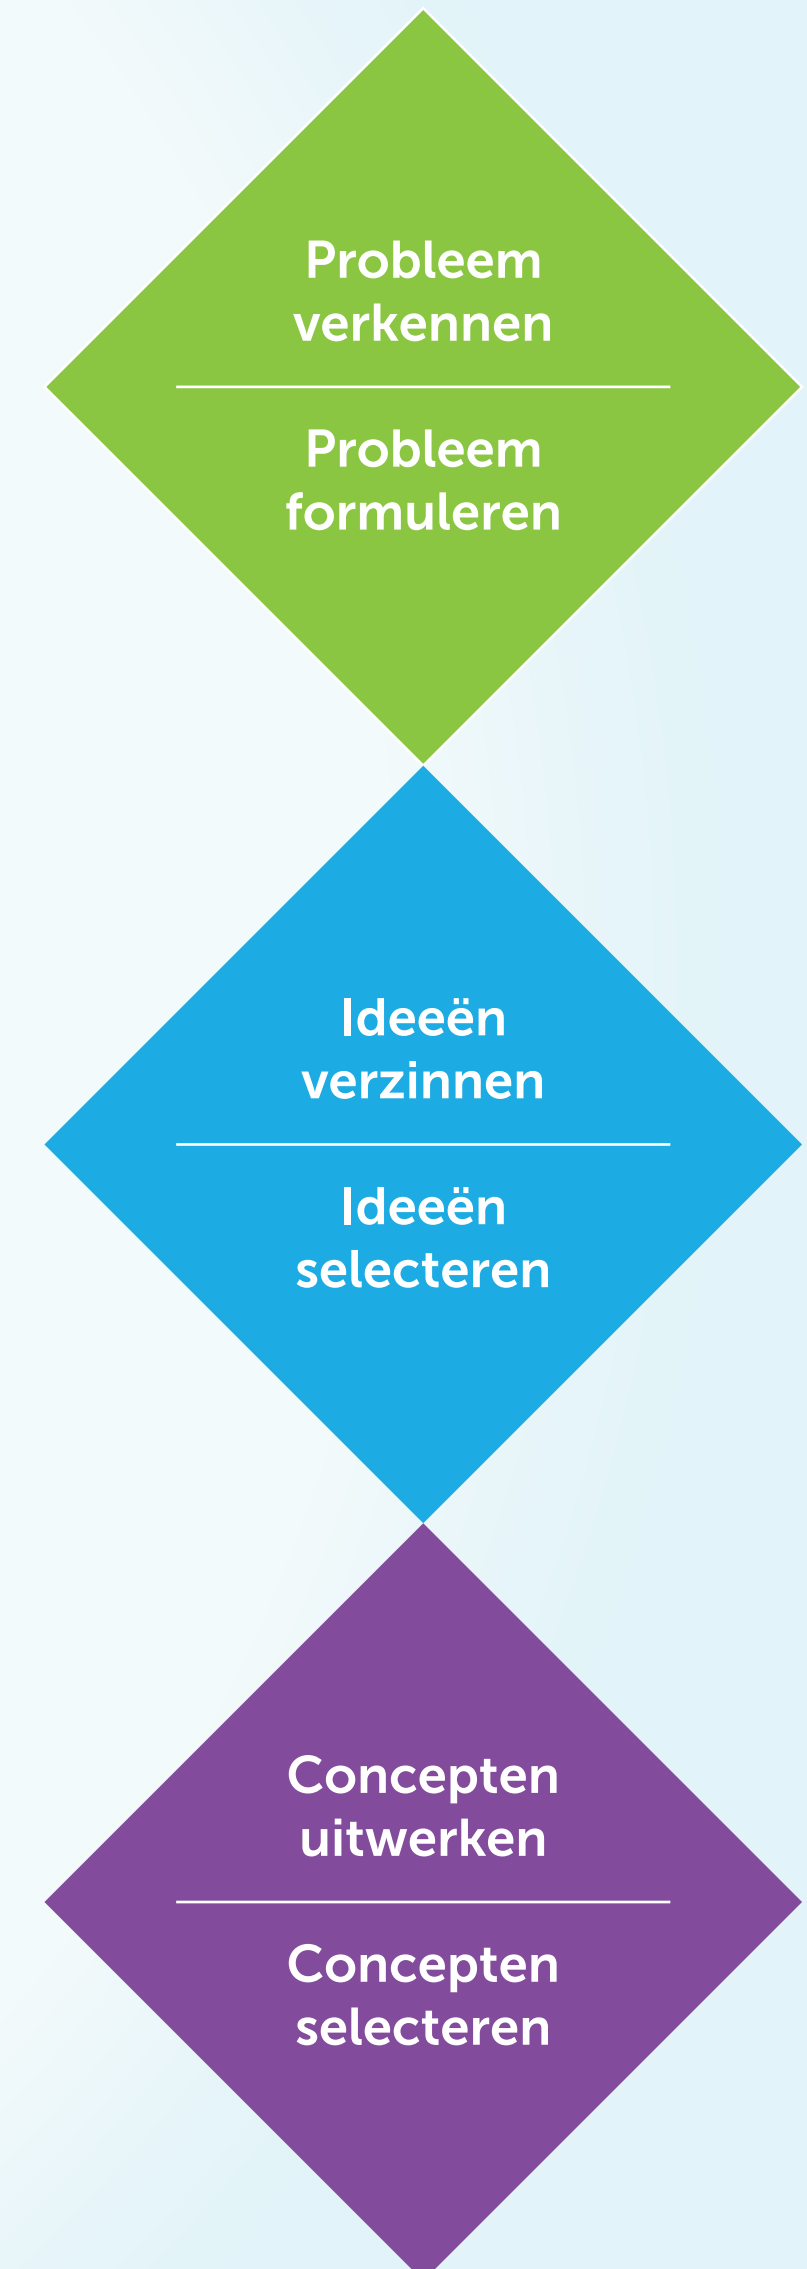 Probleem
verkennen
Probleem
formuleren
Ideeën
verzinnen
Ideeën
selecteren
Concepten
uitwerken
Concepten
selecteren